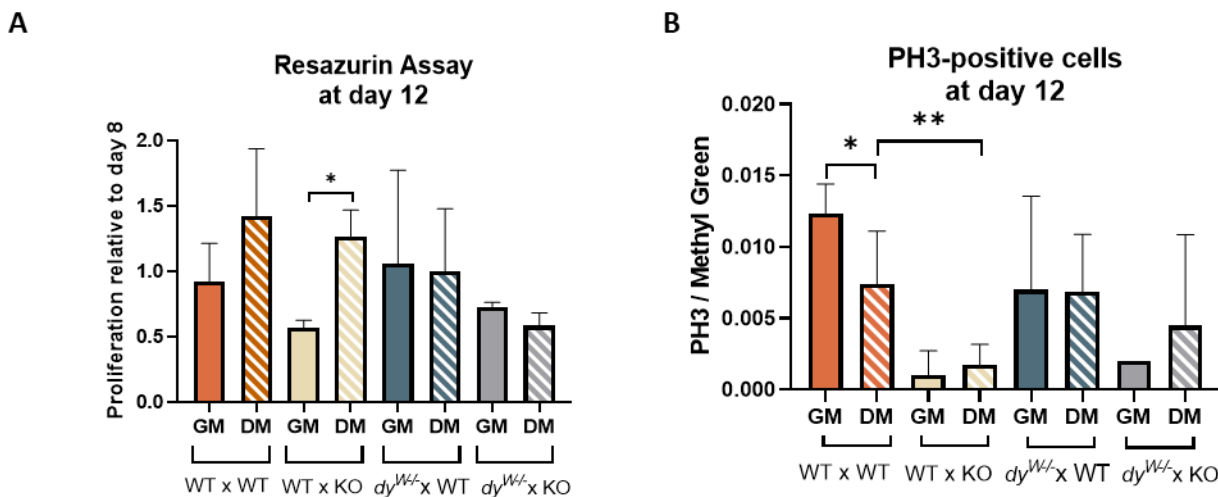 A
Resazurin Assay
at day 12
Proliferation relative to day 8
2.0
1.5
1.0
0.5
0.0
*
GM DM GM DM GM DM GM DM
WT x WT WT x KO dyW-/- x WT dyW-/- x KO
B
PH3-positive cells
at day 12
PH3 / Methyl Green
0.020
0.015
0.010
0.005
0.000
*
**
GM DM GM DM GM DM GM DM
WT x WT WT x KO dyW-/- x WT dyW-/- x KO